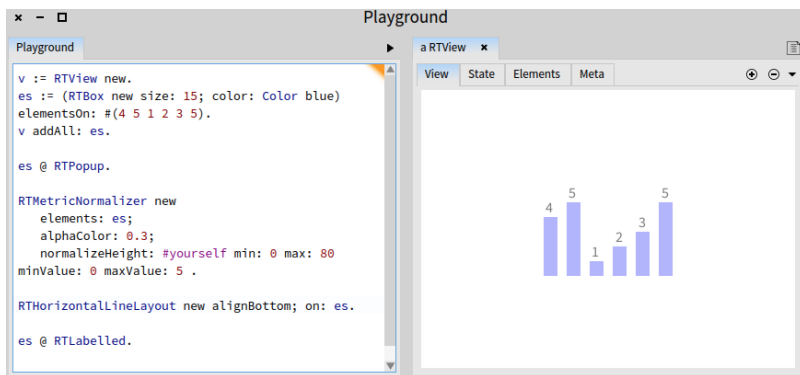 Playground
Playground
v := RTView new.
es := (RTBox new size: 15; color: Color blue)
elementsOn: #(4 5 1 2 3 5).
v addAll: es.
es @ RTPopup.
RTMetricNormalizer new
elements: es;
alphaColor: 0.3;
normalizeHeight: #yourself min: 0 max: 80
minValue: 0 maxValue: 5 .
RTHorizontalLineLayout new alignBottom; on: es.
es @ RTLabelled.
a RTView
View State Elements Meta
4 5 1 2 3 5